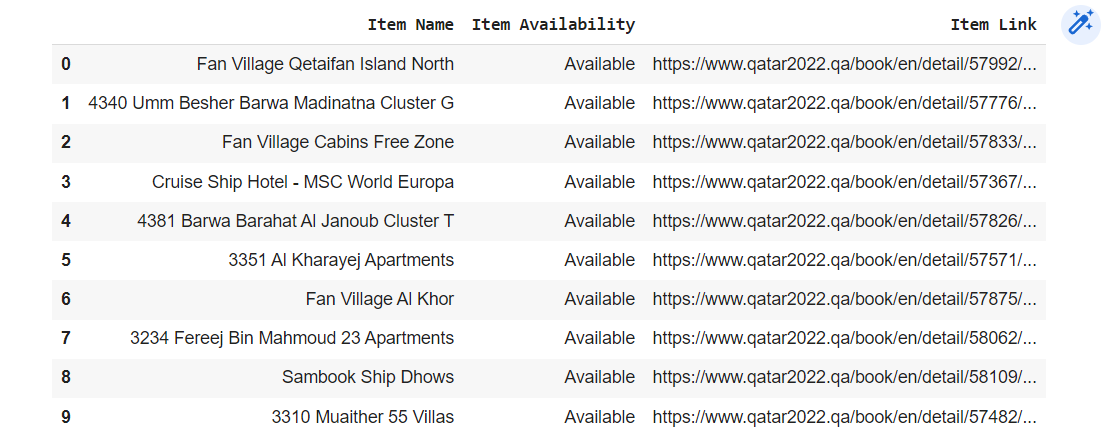 Item Name Item Availability Item Link
0 Fan Village Qetaifan Island North Available https://www.qatar2022.qa/book/en/detail/57992/...
1 4340 Umm Besher Barwa Madinatna Cluster G Available https://www.qatar2022.qa/book/en/detail/57776/...
2 Fan Village Cabins Free Zone Available https://www.qatar2022.qa/book/en/detail/57833/...
3 Cruise Ship Hotel - MSC World Europa Available https://www.qatar2022.qa/book/en/detail/57367/...
4 4381 Barwa Barahat Al Janoub Cluster T Available https://www.qatar2022.qa/book/en/detail/57826/...
5 3351 Al Kharayej Apartments Available https://www.qatar2022.qa/book/en/detail/57571/...
6 Fan Village Al Khor Available https://www.qatar2022.qa/book/en/detail/57875/...
7 3234 Fereej Bin Mahmoud 23 Apartments Available https://www.qatar2022.qa/book/en/detail/58062/...
8 Sambook Ship Dhows Available https://www.qatar2022.qa/book/en/detail/58109/...
9 3310 Muaither 55 Villas Available https://www.qatar2022.qa/book/en/detail/57482/...